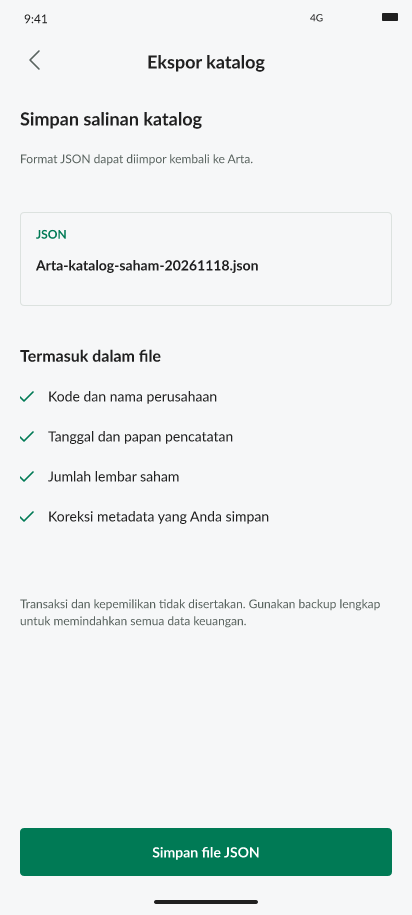 9:41
4G
Ekspor katalog
Simpan salinan katalog
Format JSON dapat diimpor kembali ke Arta.
JSON
Arta-katalog-saham-20261118.json
Termasuk dalam file
Kode dan nama perusahaan
Tanggal dan papan pencatatan
Jumlah lembar saham
Koreksi metadata yang Anda simpan
Transaksi dan kepemilikan tidak disertakan. Gunakan backup lengkap
untuk memindahkan semua data keuangan.
Simpan file JSON